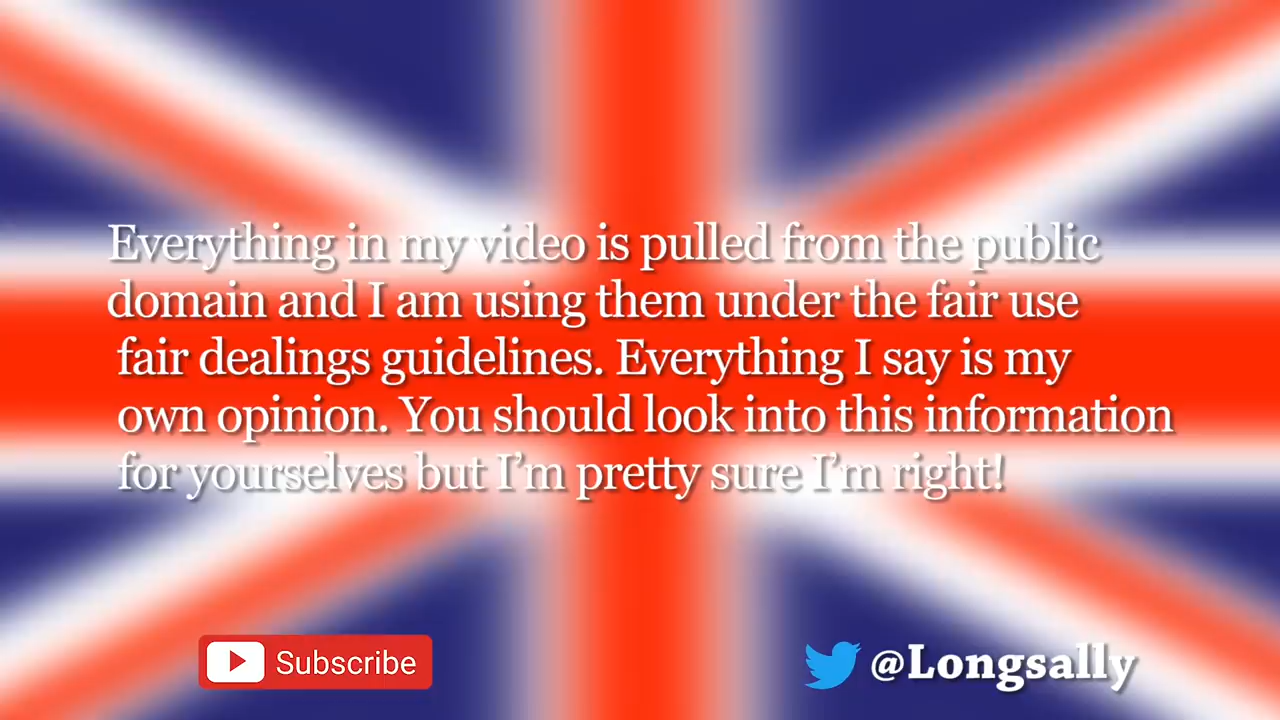 Everything in my video is pulled from the public
domain and I am using them under the fair use
fair dealings guidelines. Everything I say is my
own opinion. You should look into this information
for yourselves but I’m pretty sure I’m right!
Subscribe
@Longsally